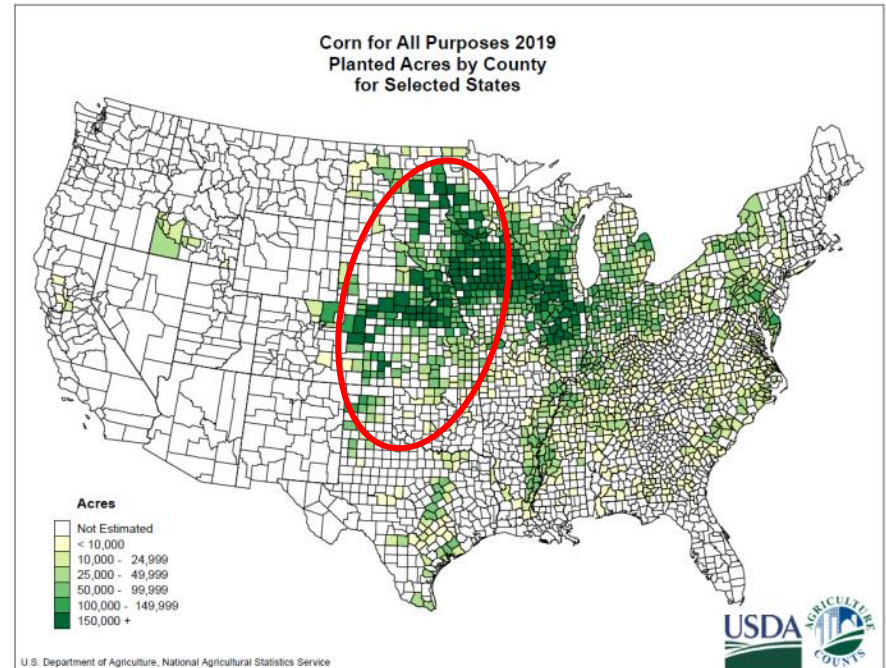 Corn for All Purposes 2019
Planted Acres by County
for Selected States
Acres
Not Estimated
< 10,000
10,000 - 24,999
25,000 - 49,999
50,000 - 99,999
100,000 - 149,999
150,000 +
USDA
AGRICULTURE
COUNTS
U.S. Department of Agriculture, National Agricultural Statistics Service